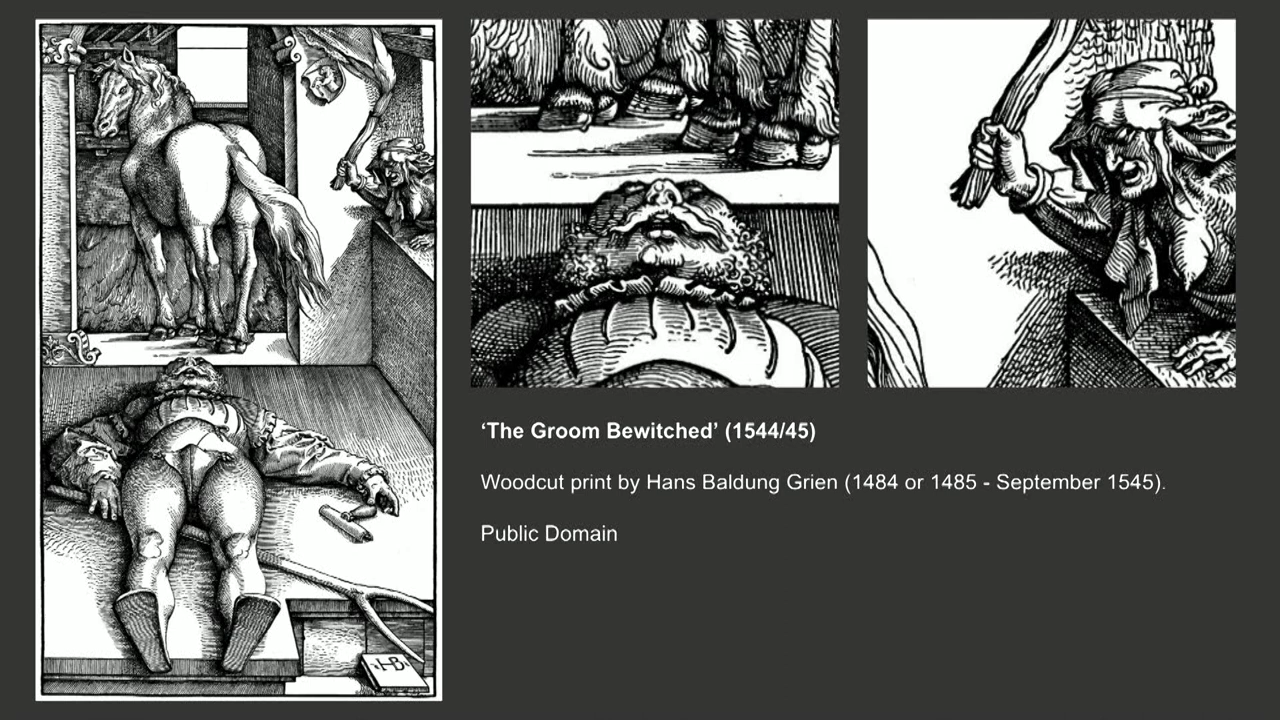 ‘The Groom Bewitched’ (1544/45)
Woodcut print by Hans Baldung Grien (1484 or 1485 - September 1545).
Public Domain
HB